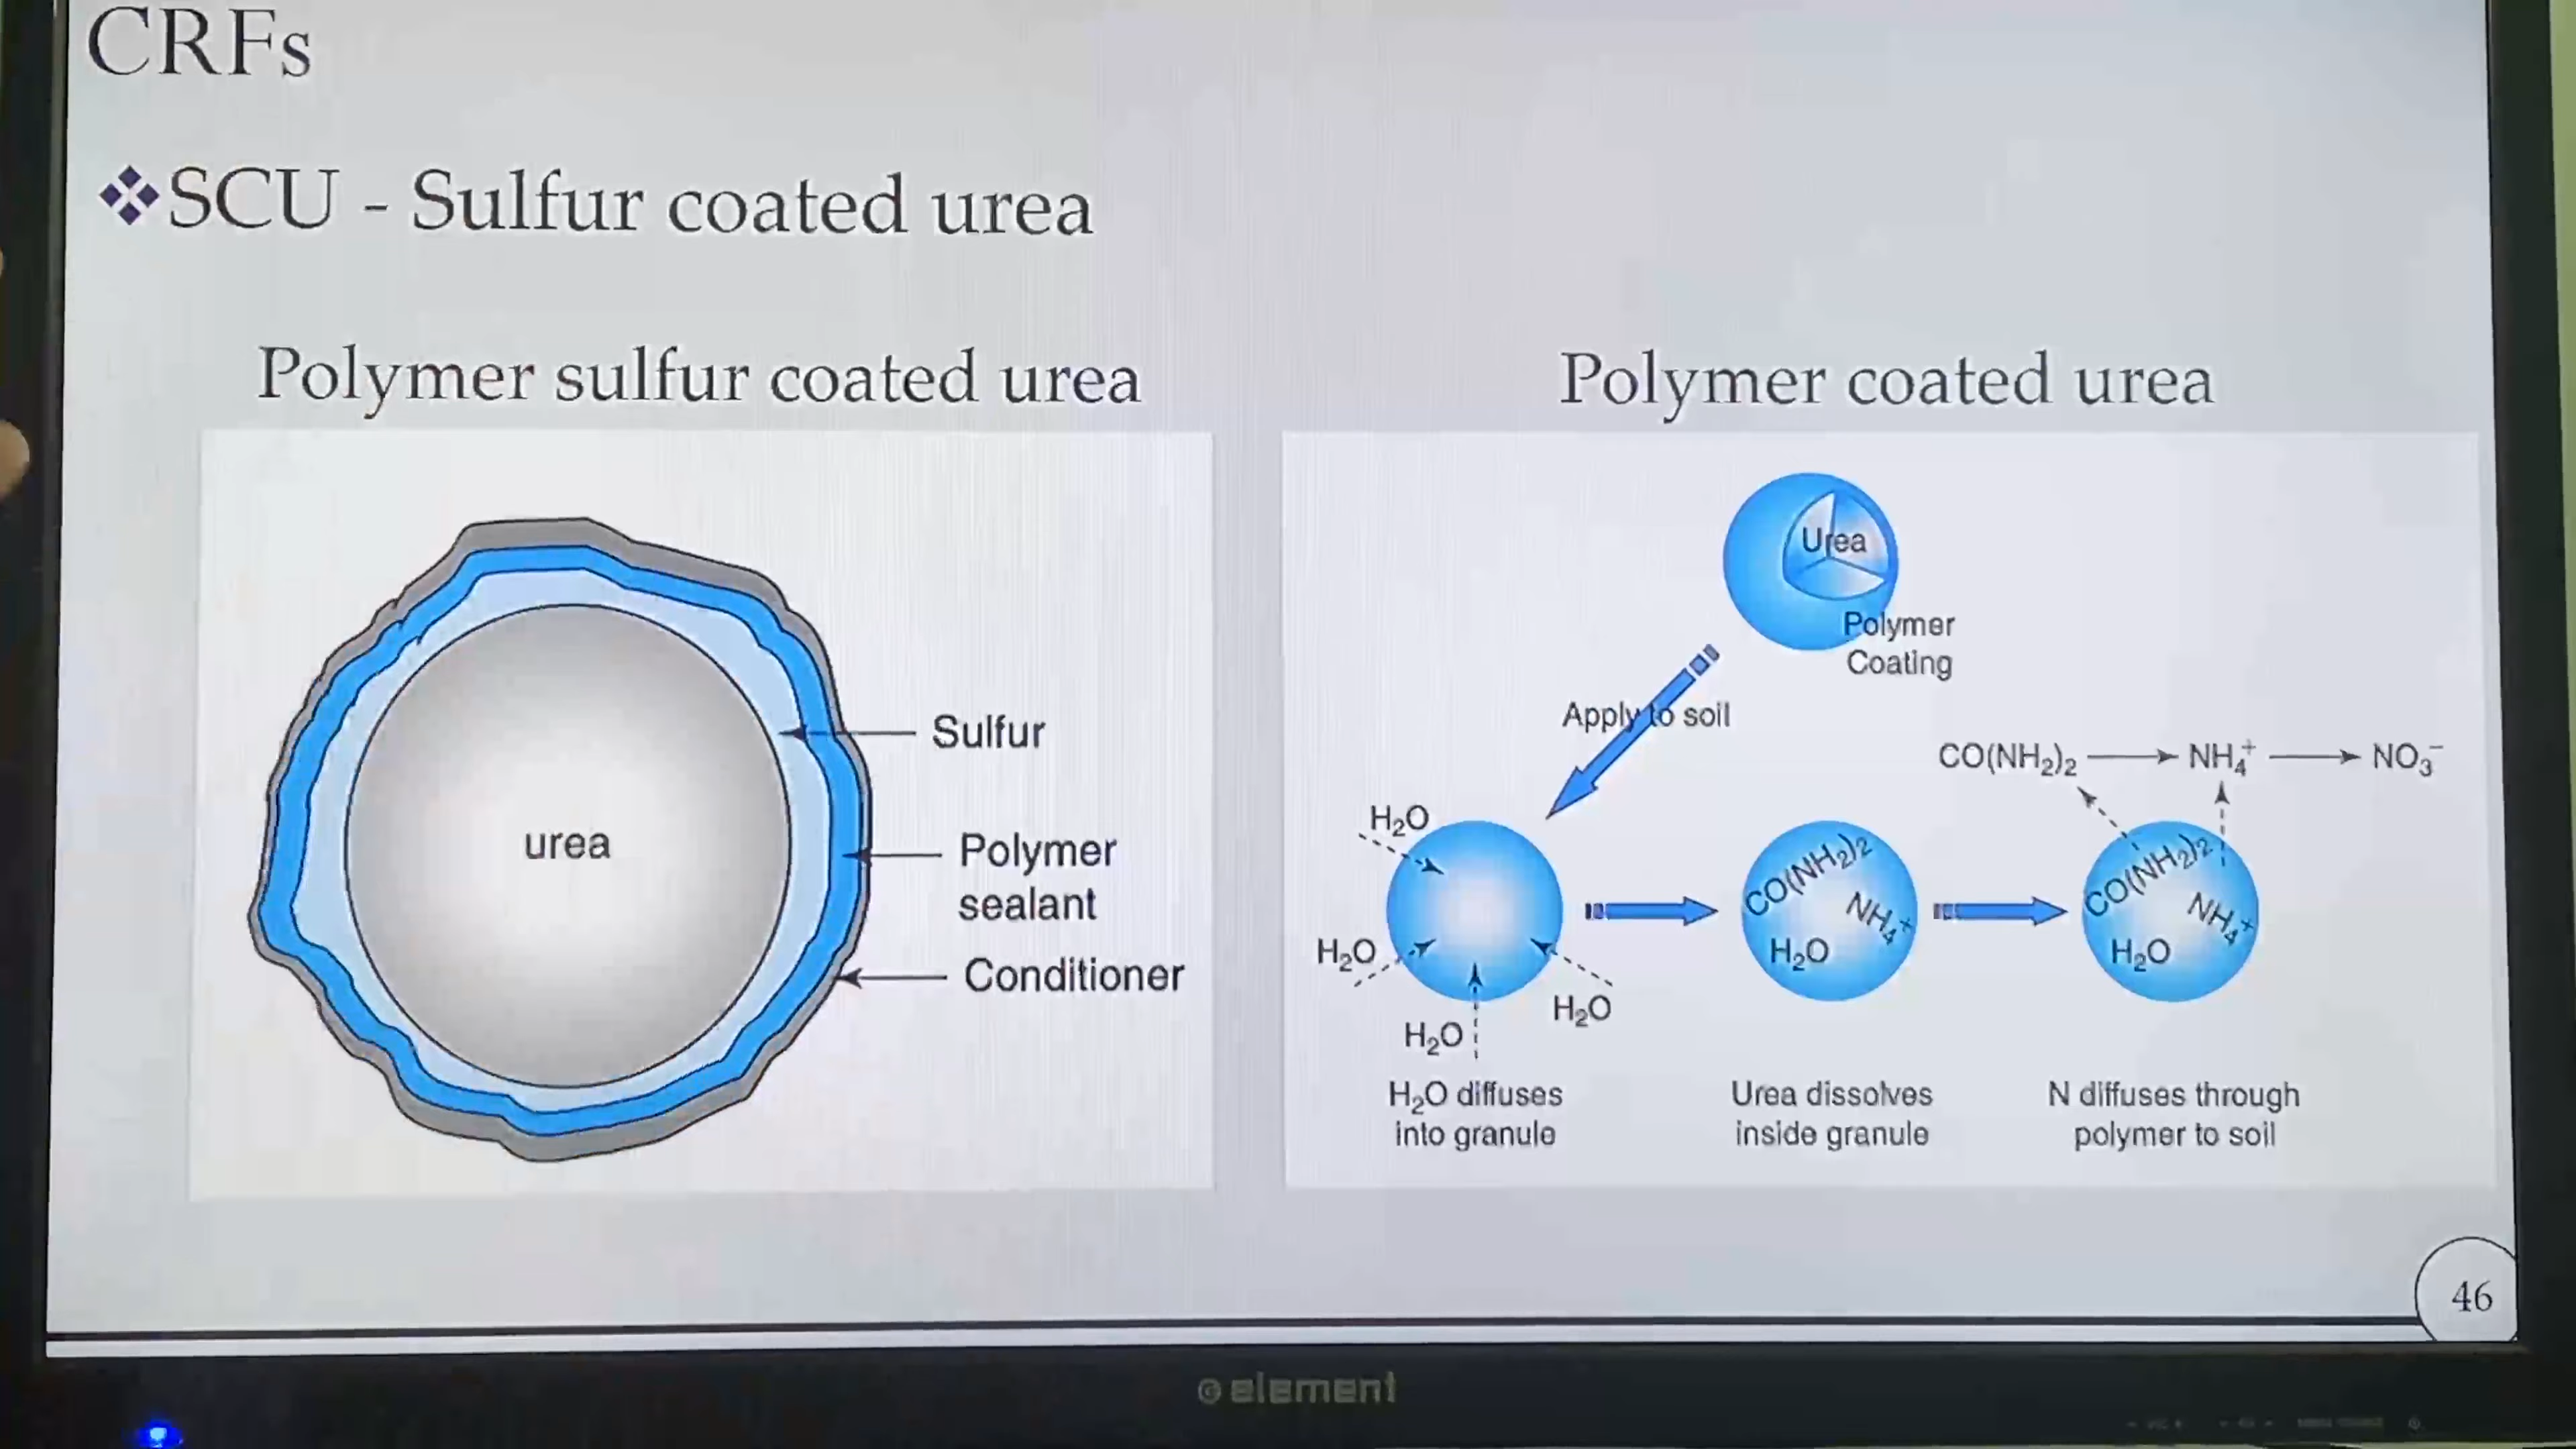 CRFs
❖SCU - Sulfur coated urea
Polymer sulfur coated urea
urea
Sulfur
Polymer
sealant
Conditioner
Polymer coated urea
Urea
Polymer
Coating
Apply to soil
CO(NH₂)₂ → NH₄⁺ → NO₃⁻
H₂O
H₂O
H₂O
H₂O
CO(NH₂)₂
NH₄⁺
H₂O
CO(NH₂)₂
NH₄⁺
H₂O
H₂O diffuses
into granule
Urea dissolves
inside granule
N diffuses through
polymer to soil
46
element